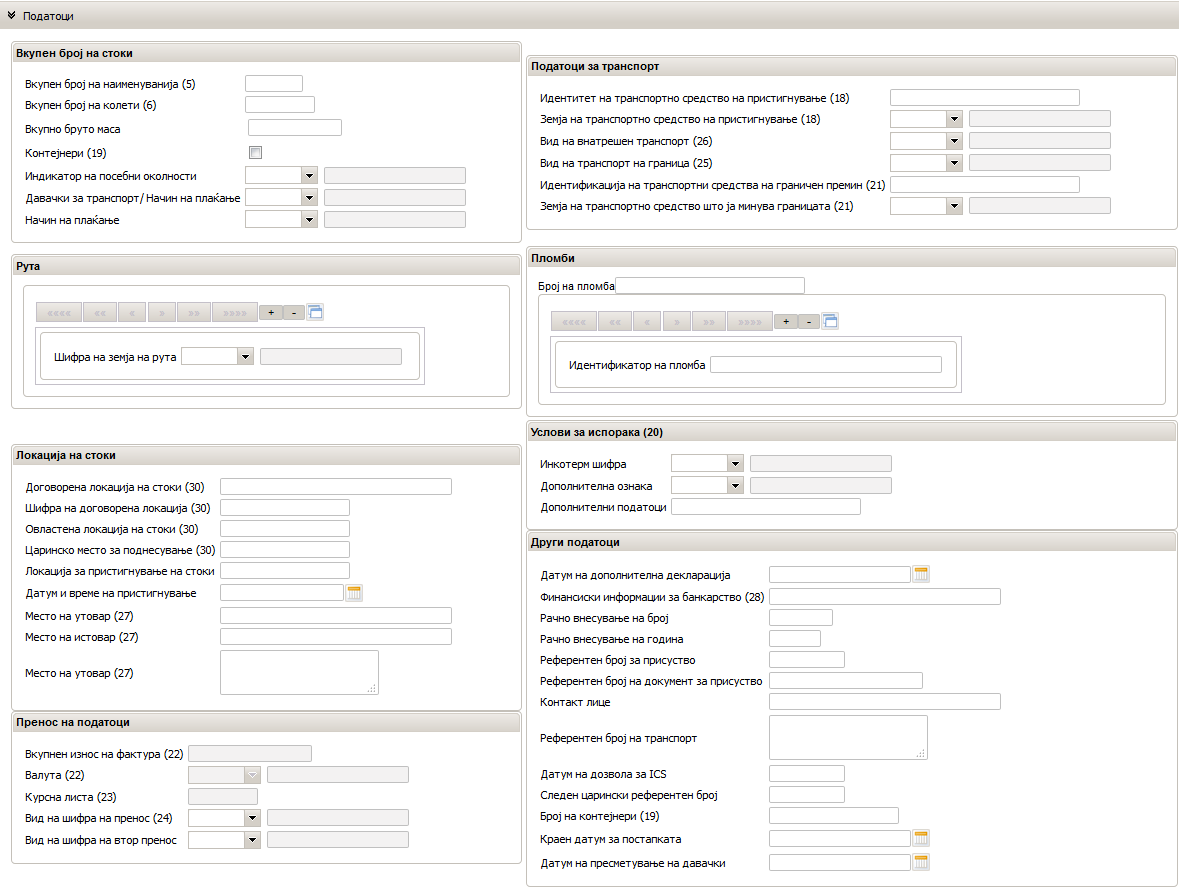 Податоци
Вкупен број на стоки
Вкупен број на наименуванија (5)
Вкупен број на колети (6)
Вкупно бруто маса
Контејнери (19)
Индикатор на посебни околности
Давачки за транспорт/ Начин на плаќање
Начин на плаќање
Рута
«««« «« « » »» »»»» + -
Шифра на земја на рута
Локација на стоки
Договорена локација на стоки (30)
Шифра на договорена локација (30)
Овластена локација на стоки (30)
Царинско место за поднесување (30)
Локација за пристигнување на стоки
Датум и време на пристигнување
Место на утовар (27)
Место на истовар (27)
Место на утовар (27)
Пренос на податоци
Вкупнен износ на фактура (22)
Валута (22)
Курсна листа (23)
Вид на шифра на пренос (24)
Вид на шифра на втор пренос
Податоци за транспорт
Идентитет на транспортно средство на пристигнување (18)
Земја на транспортно средство на пристигнување (18)
Вид на внатрешен транспорт (26)
Вид на транспорт на граница (25)
Идентификација на транспортни средства на граничен премин (21)
Земја на транспортно средство што ја минува границата (21)
Пломби
Број на пломба
«««« «« « » »» »»»» + -
Идентификатор на пломба
Услови за испорака (20)
Инкотерм шифра
Дополнителна ознака
Дополнителни податоци
Други податоци
Датум на дополнителна декларација
Финансиски информации за банкарство (28)
Рачно внесување на број
Рачно внесување на година
Референтен број за присуство
Референтен број на документ за присуство
Контакт лице
Референтен број на транспорт
Датум на дозвола за ICS
Следен царински референтен број
Број на контејнери (19)
Краен датум за постапката
Датум на пресметување на давачки